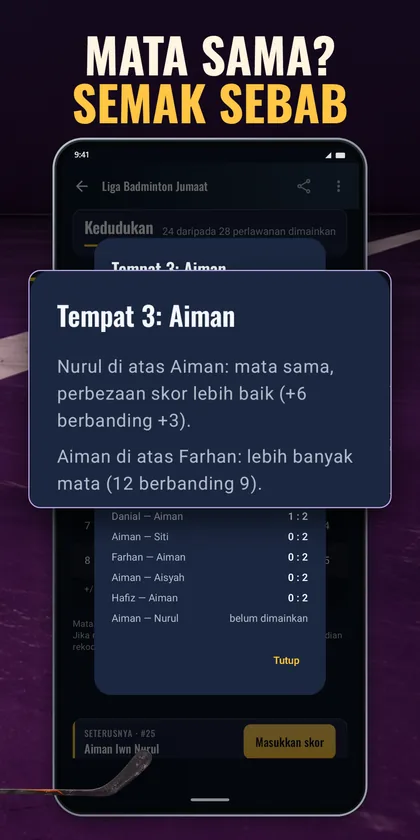 MATA SAMA?
SEMAK SEBAB
9:41
Liga Badminton Jumaat
Kedudukan 24 daripada 28 perlawanan dimainkan
Tempat 3: Aiman
Tempat 3: Aiman
Nurul di atas Aiman: mata sama,
perbezaan skor lebih baik (+6
berbanding +3).
Aiman di atas Farhan: lebih banyak
mata (12 berbanding 9).
7 Danial — Aiman 1 : 2
Aiman — Siti 0 : 2
8 Farhan — Aiman 0 : 2
Aiman — Aisyah 0 : 2
+/ Hafiz — Aiman 0 : 2
Aiman — Nurul belum dimainkan
Mata
Jika
Tutup
SETERUSNYA · #25
Aiman lwn Nurul
Masukkan skor